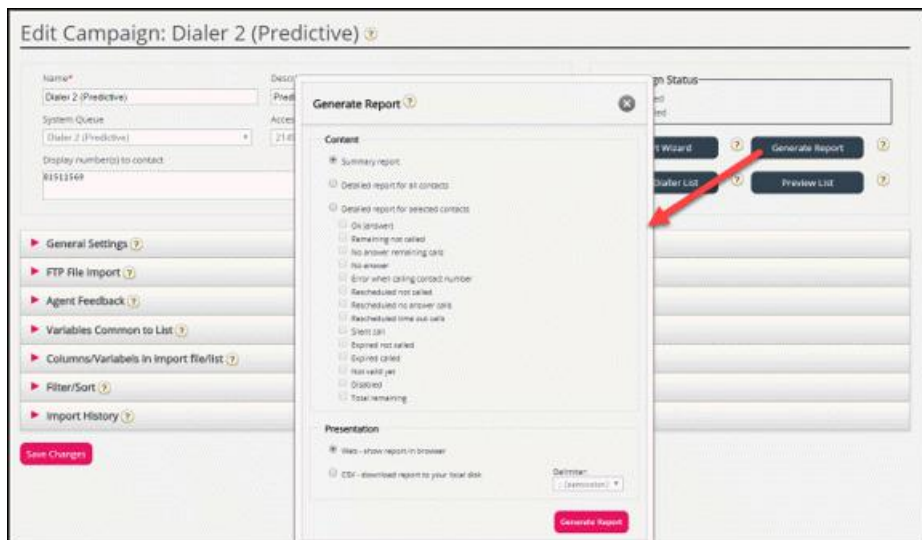 Edit Campaign: Dialer 2 (Predictive) ?
Name*
Dialer 2 (Predictive)
System Queue
Dialer 2 (Predictive)
Display number(s) to contact
General Settings ?
FTP File Import ?
Agent Feedback ?
Variables Common to List ?
Columns/Variabels in import file/list ?
Filter/Sort ?
Import History ?
Save Changes
Generate Report ?
Content
Summary report
Detailed report for all contacts
Detailed report for selected contacts
Ok (answer)
Remaining not called
No answer remaining calls
No answer
Error when calling contact number
Rescheduled not called
Rescheduled no answer calls
Rescheduled time out calls
Silent call
Expired not called
Expired called
Not valid yet
Disabled
Total remaining
Presentation
Web - show report in browser
CSV - download report to your local disk
Delimiter
; (semicolon)
Generate Report
Status
Wizard ?
Generate Report ?
List ?
Preview List ?